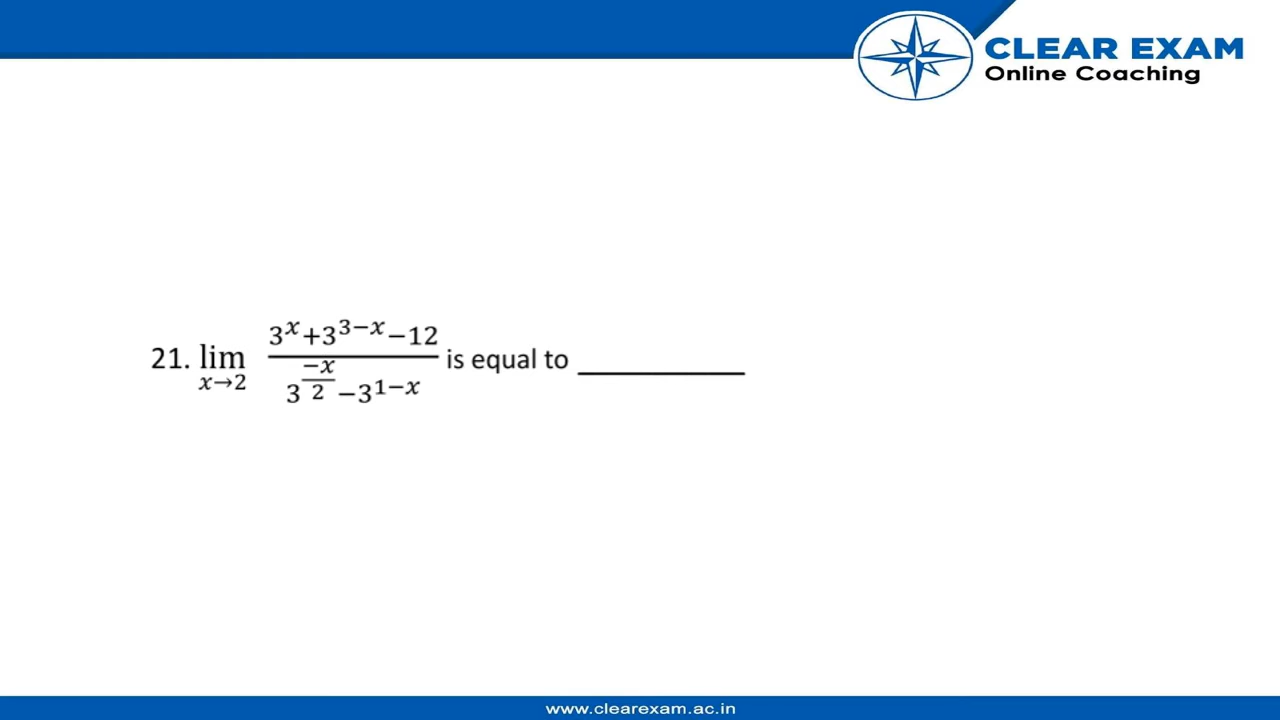 CLEAR EXAM
Online Coaching
21. lim x→2 (3^x+3^(3−x)−12)/(3^(−x/2)−3^(1−x)) is equal to __________
www.clearexam.ac.in